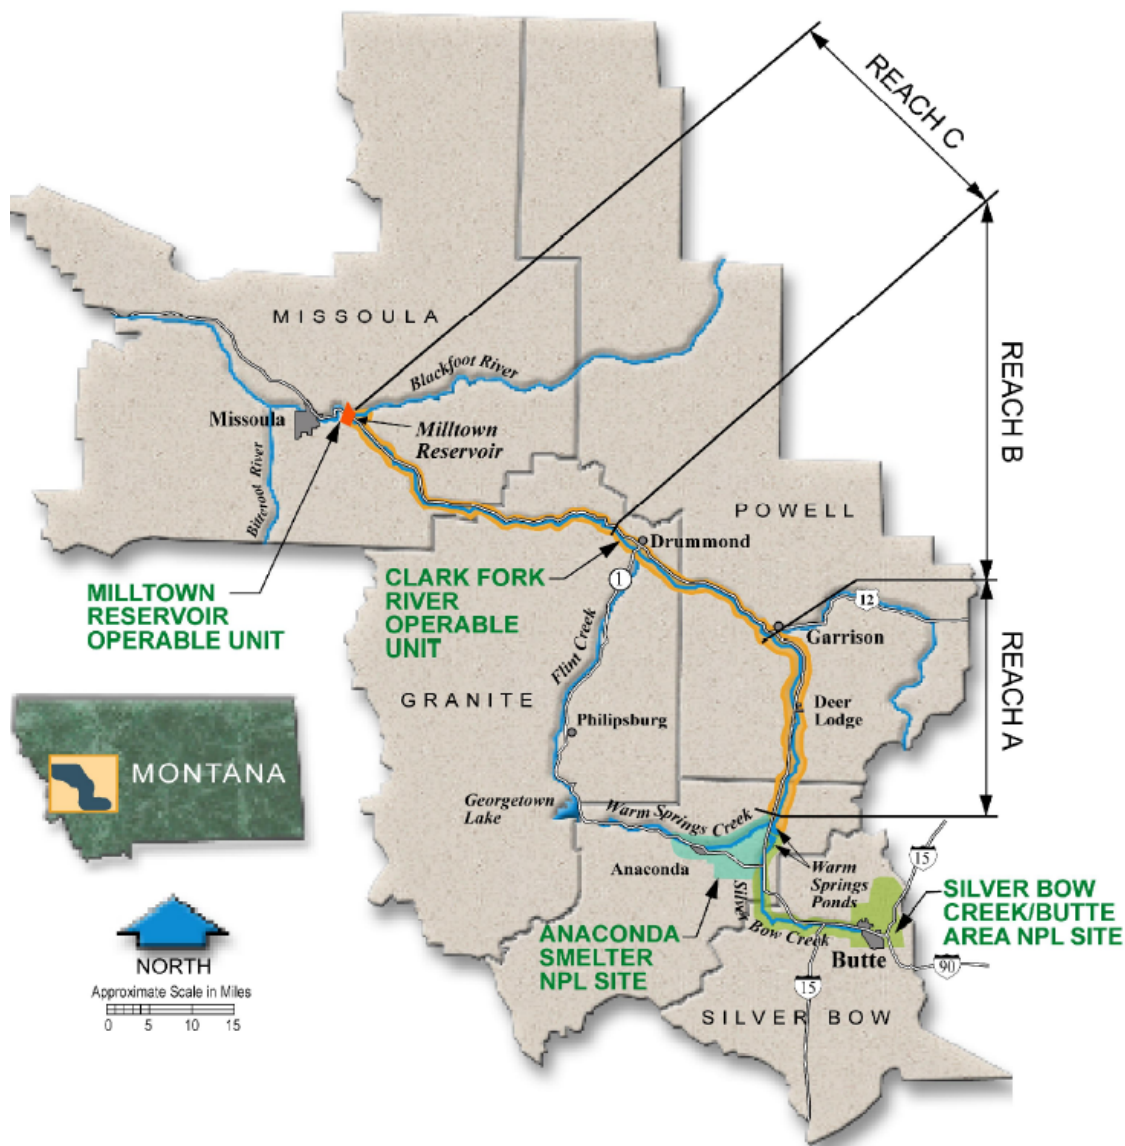 REACH C
MISSOULA
Blackfoot River
REACH B
Missoula
Milltown
Reservoir
Bitteroot River
POWELL
Drummond
MILLTOWN
RESERVOIR
OPERABLE UNIT
CLARK FORK
RIVER
OPERABLE
UNIT
1
12
Garrison
Flint Creek
REACH A
GRANITE
Deer
Lodge
Philipsburg
MONTANA
Georgetown
Lake
Warm Springs Creek
Anaconda
Warm
Springs
Ponds
15
Silver
Bow Creek
SILVER BOW
CREEK/BUTTE
AREA NPL SITE
ANACONDA
SMELTER
NPL SITE
Butte
90
15
SILVER BOW
NORTH
Approximate Scale in Miles
0 5 10 15